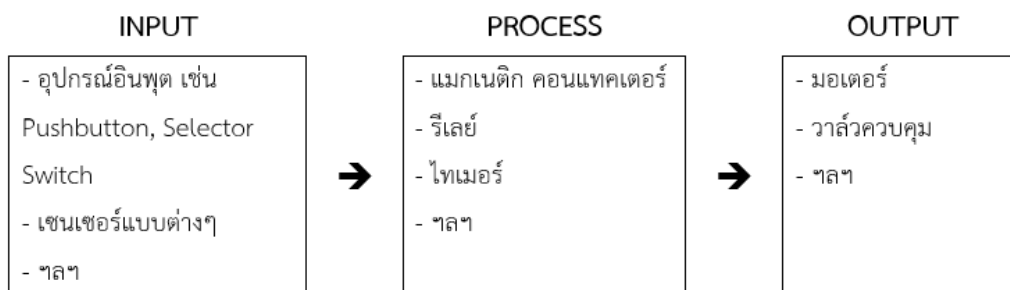 INPUT
- อุปกรณ์อินพุต เช่น
Pushbutton, Selector
Switch
- เซนเซอร์แบบต่างๆ
- ฯลฯ
PROCESS
- แมกเนติก คอนแทคเตอร์
- รีเลย์
- ไทเมอร์
- ฯลฯ
OUTPUT
- มอเตอร์
- วาล์วควบคุม
- ฯลฯ